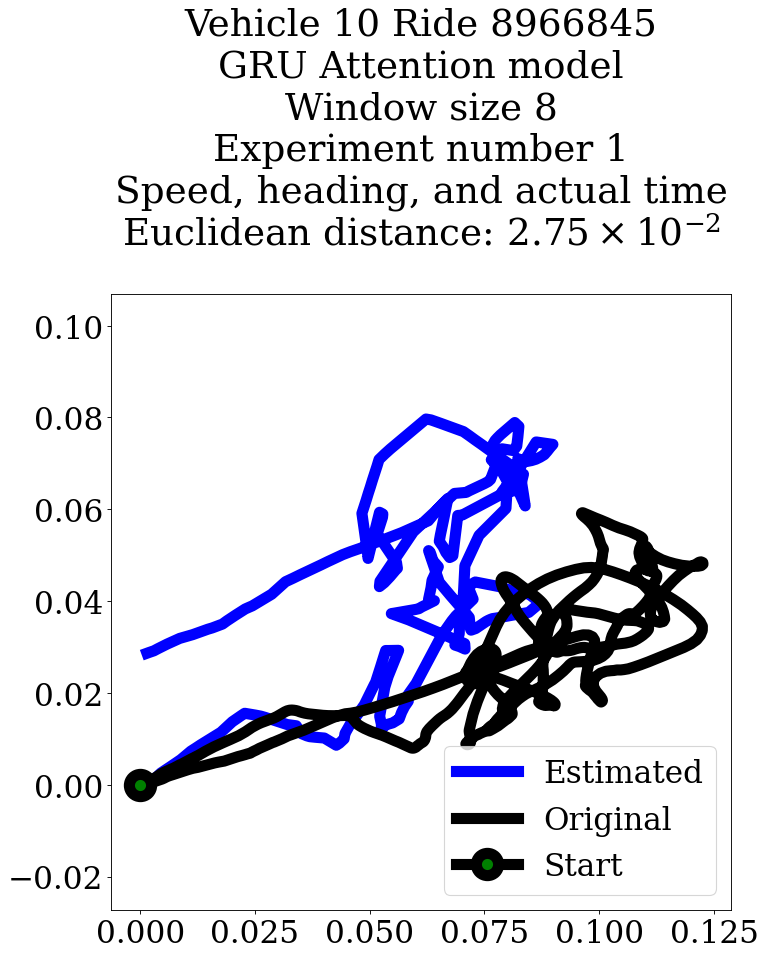 Vehicle 10 Ride 8966845
GRU Attention model
Window size 8
Experiment number 1
Speed, heading, and actual time
Euclidean distance: 2.75 × 10⁻²
0.10
0.08
0.06
0.04
0.02
0.00
−0.02
Estimated
Original
Start
0.000 0.025 0.050 0.075 0.100 0.125